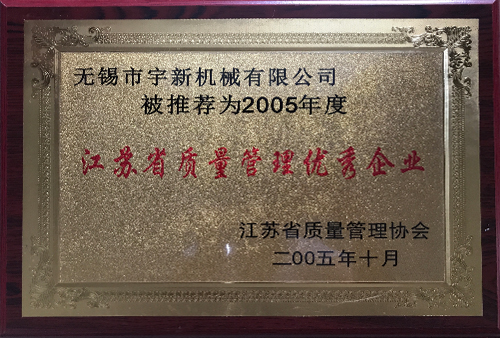 无锡市宇新机械有限公司
被推荐为2005年度
江苏省质量管理优秀企业
江苏省质量管理协会
二00五年十月